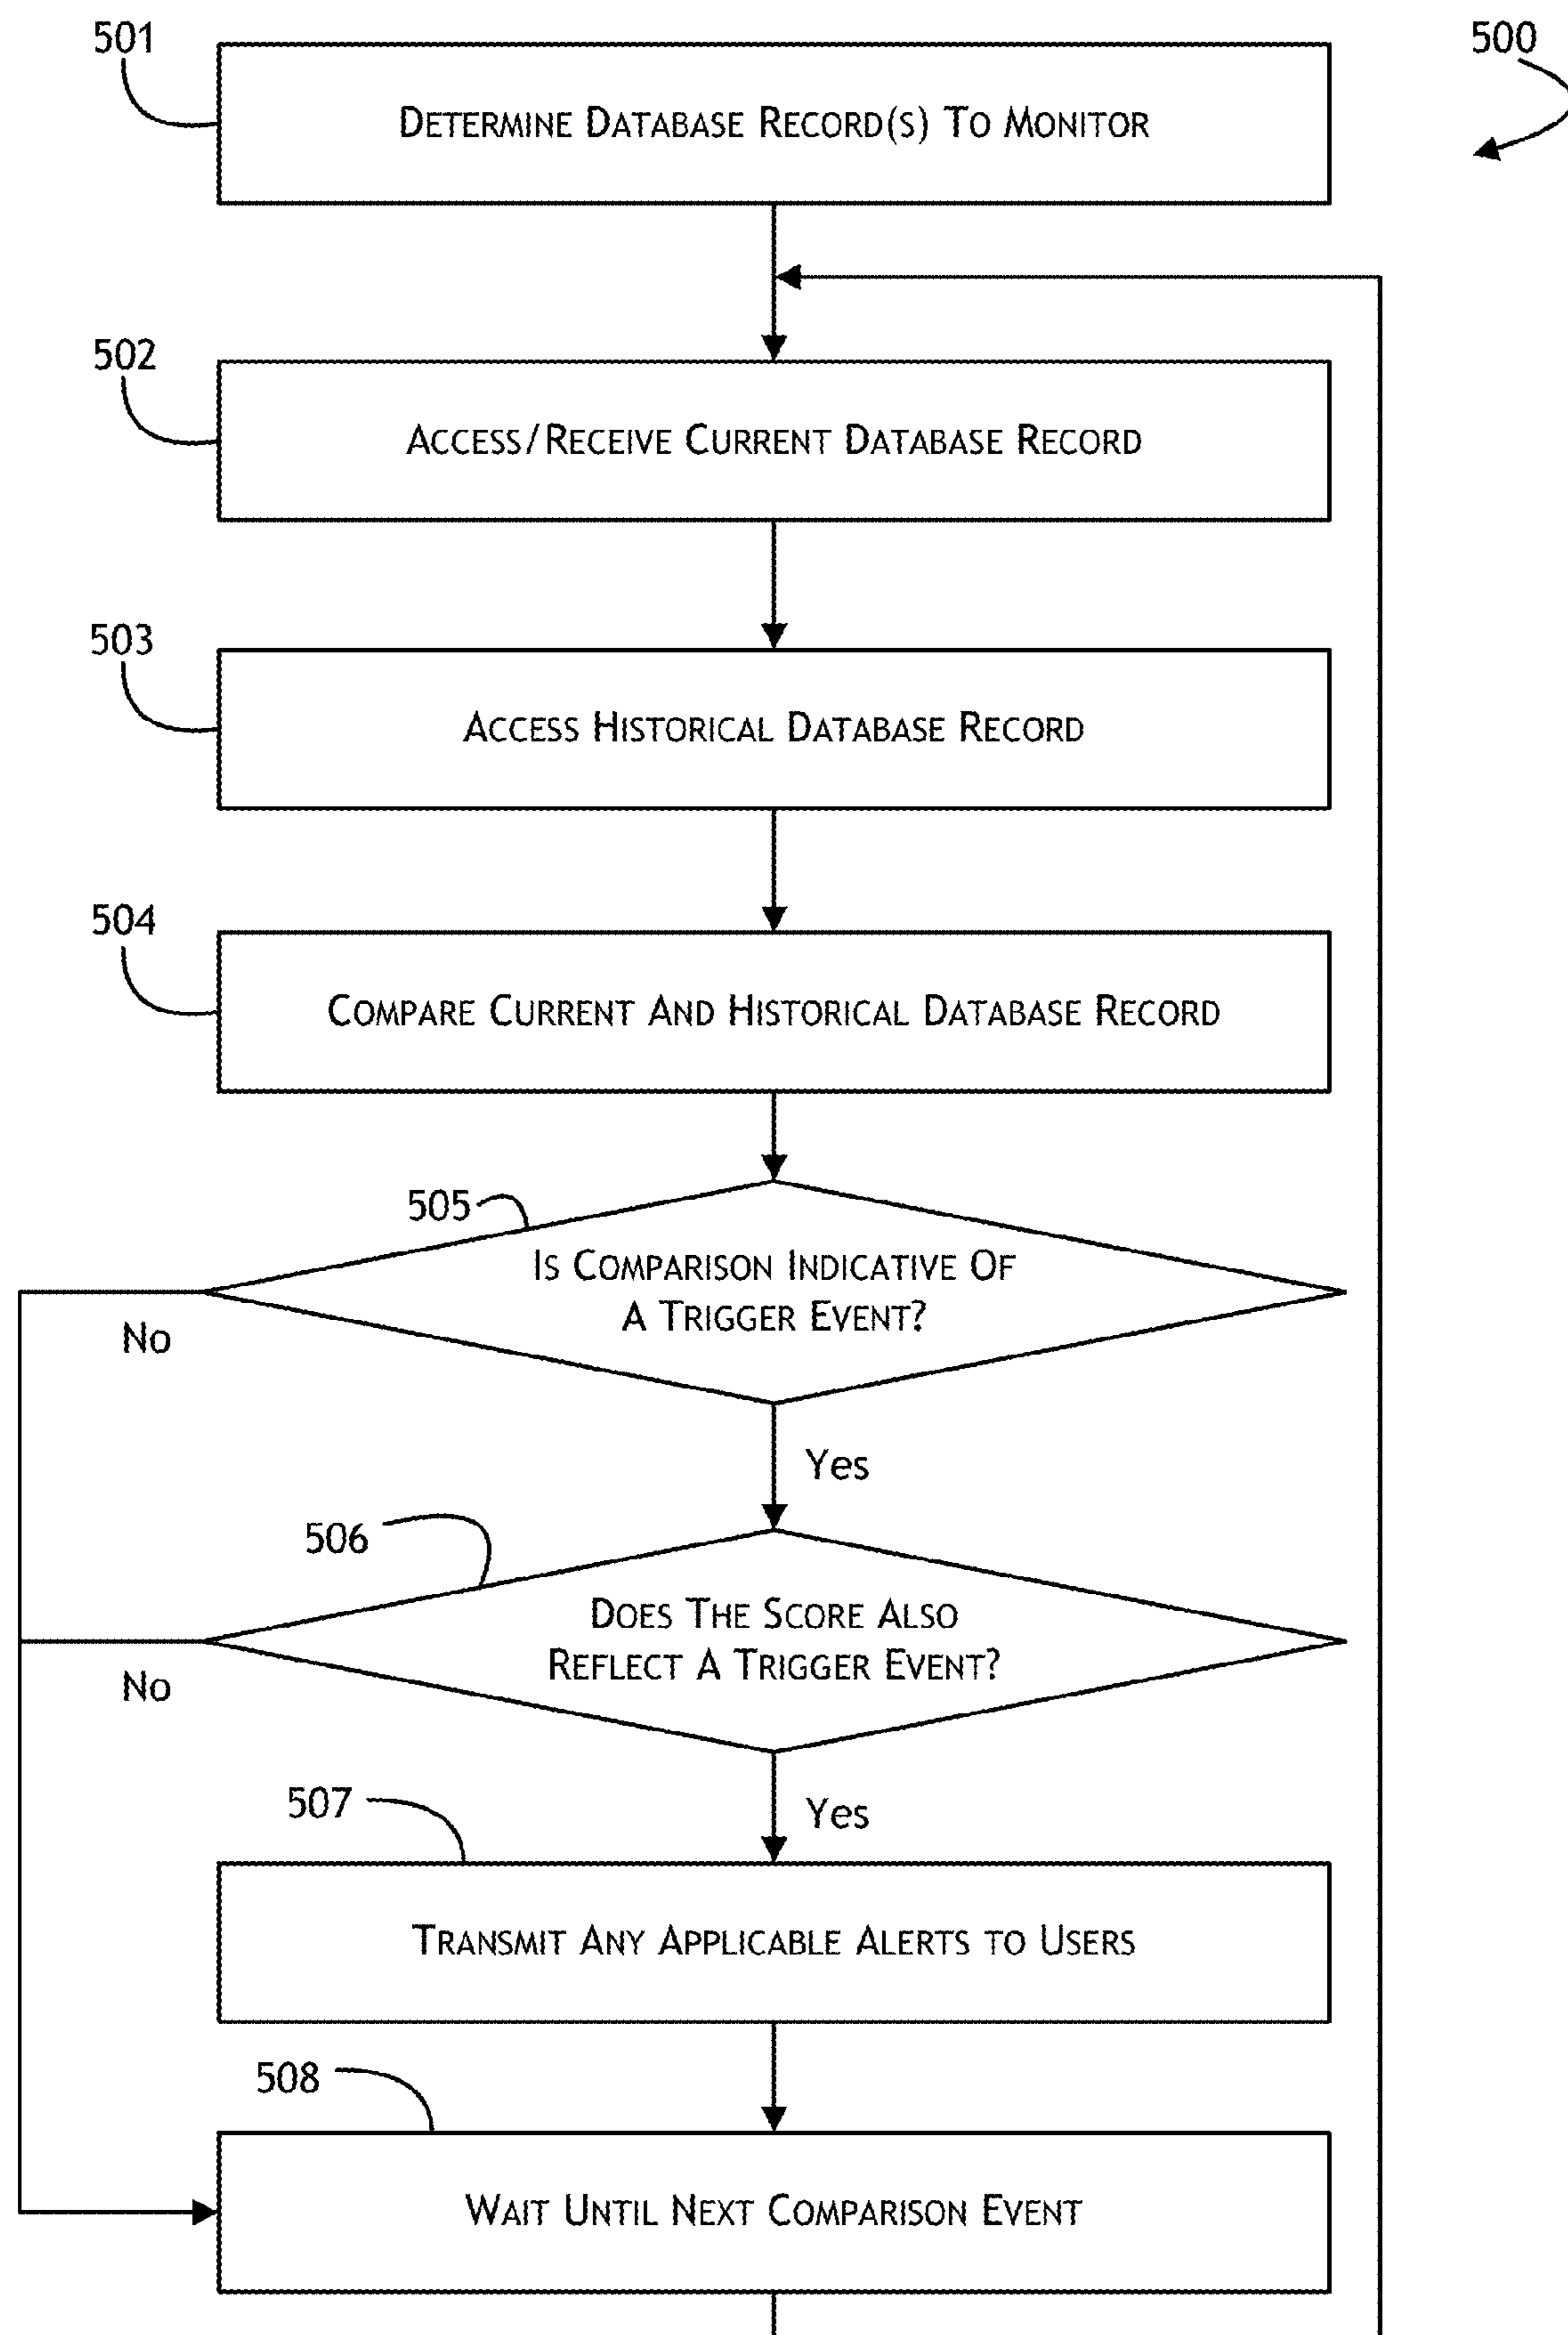 501
500
DETERMINE DATABASE RECORD(S) TO MONITOR
502
ACCESS/RECEIVE CURRENT DATABASE RECORD
503
ACCESS HISTORICAL DATABASE RECORD
504
COMPARE CURRENT AND HISTORICAL DATABASE RECORD
505
IS COMPARISON INDICATIVE OF
A TRIGGER EVENT?
No
Yes
506
DOES THE SCORE ALSO
REFLECT A TRIGGER EVENT?
No
Yes
507
TRANSMIT ANY APPLICABLE ALERTS TO USERS
508
WAIT UNTIL NEXT COMPARISON EVENT